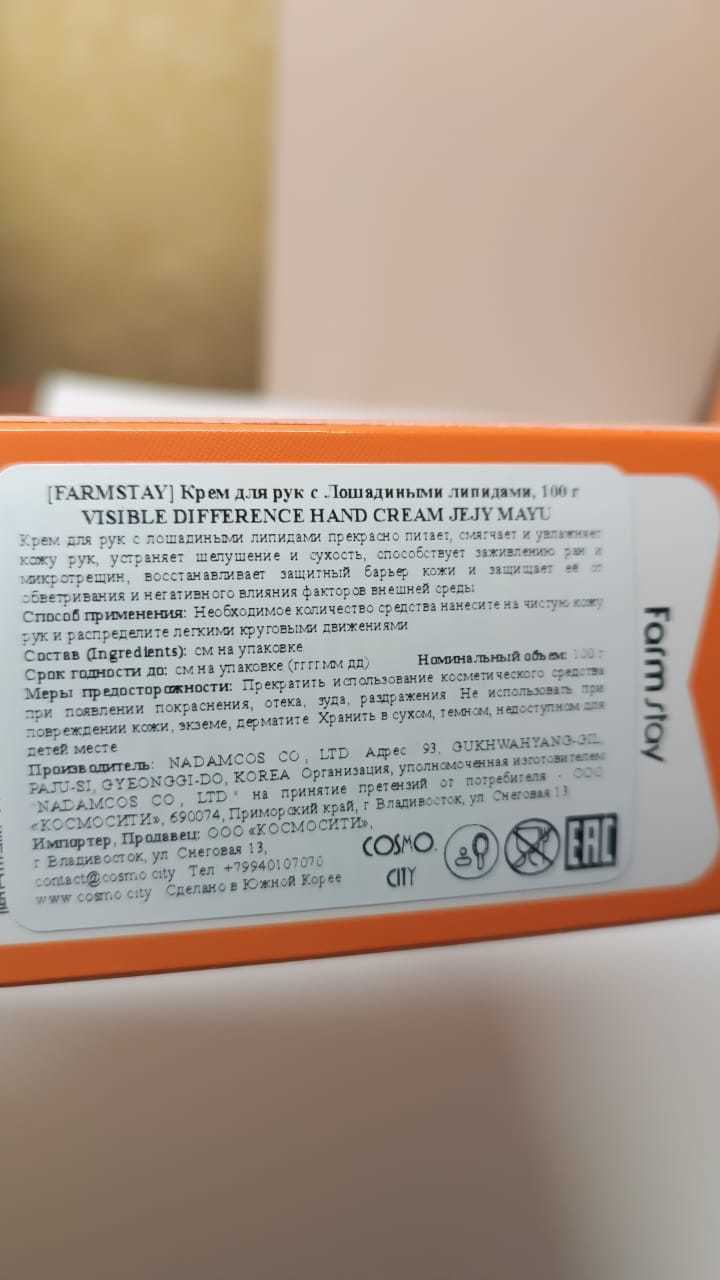 [FARMSTAY] Крем для рук с Лошадиными липидами, 100 г
VISIBLE DIFFERENCE HAND CREAM JEJY MAYU
Крем для рук с лошадиными липидами прекрасно питает, смягчает и увлажняет
кожу рук, устраняет шелушение и сухость, способствует заживлению ран и
микротрещин, восстанавливает защитный барьер кожи и защищает её от
обветривания и негативного влияния факторов внешней среды
Способ применения: Необходимое количество средства нанесите на чистую кожу
рук и распределите легкими круговыми движениями
Состав (Ingredients): см на упаковке
Срок годности до: см на упаковке (гггг мм дд) Номинальный объем: 100 г
Меры предосторожности: Прекратить использование косметического средства
при появлении покраснения, отека, зуда, раздражения Не использовать при
повреждении кожи, экземе, дерматите Хранить в сухом, темном, недоступном для
детей месте
Производитель: NADAMCOS CO, LTD Адрес 93, GUKHWAHYANG-GIL,
PAJU-SI, GYEONGGI-DO, KOREA Организация, уполномоченная изготовителем
"NADAMCOS CO, LTD" на принятие претензий от потребителя - ООО
«КОСМОСИТИ», 690074, Приморский край, г Владивосток, ул Снеговая 13
Импортер, Продавец: ООО «КОСМОСИТИ»,
г Владивосток, ул Снеговая 13,
contact@cosmo city Тел +79940107070
www cosmo city Сделано в Южной Корее
COSMO.
CITY
EAC
Farm stay